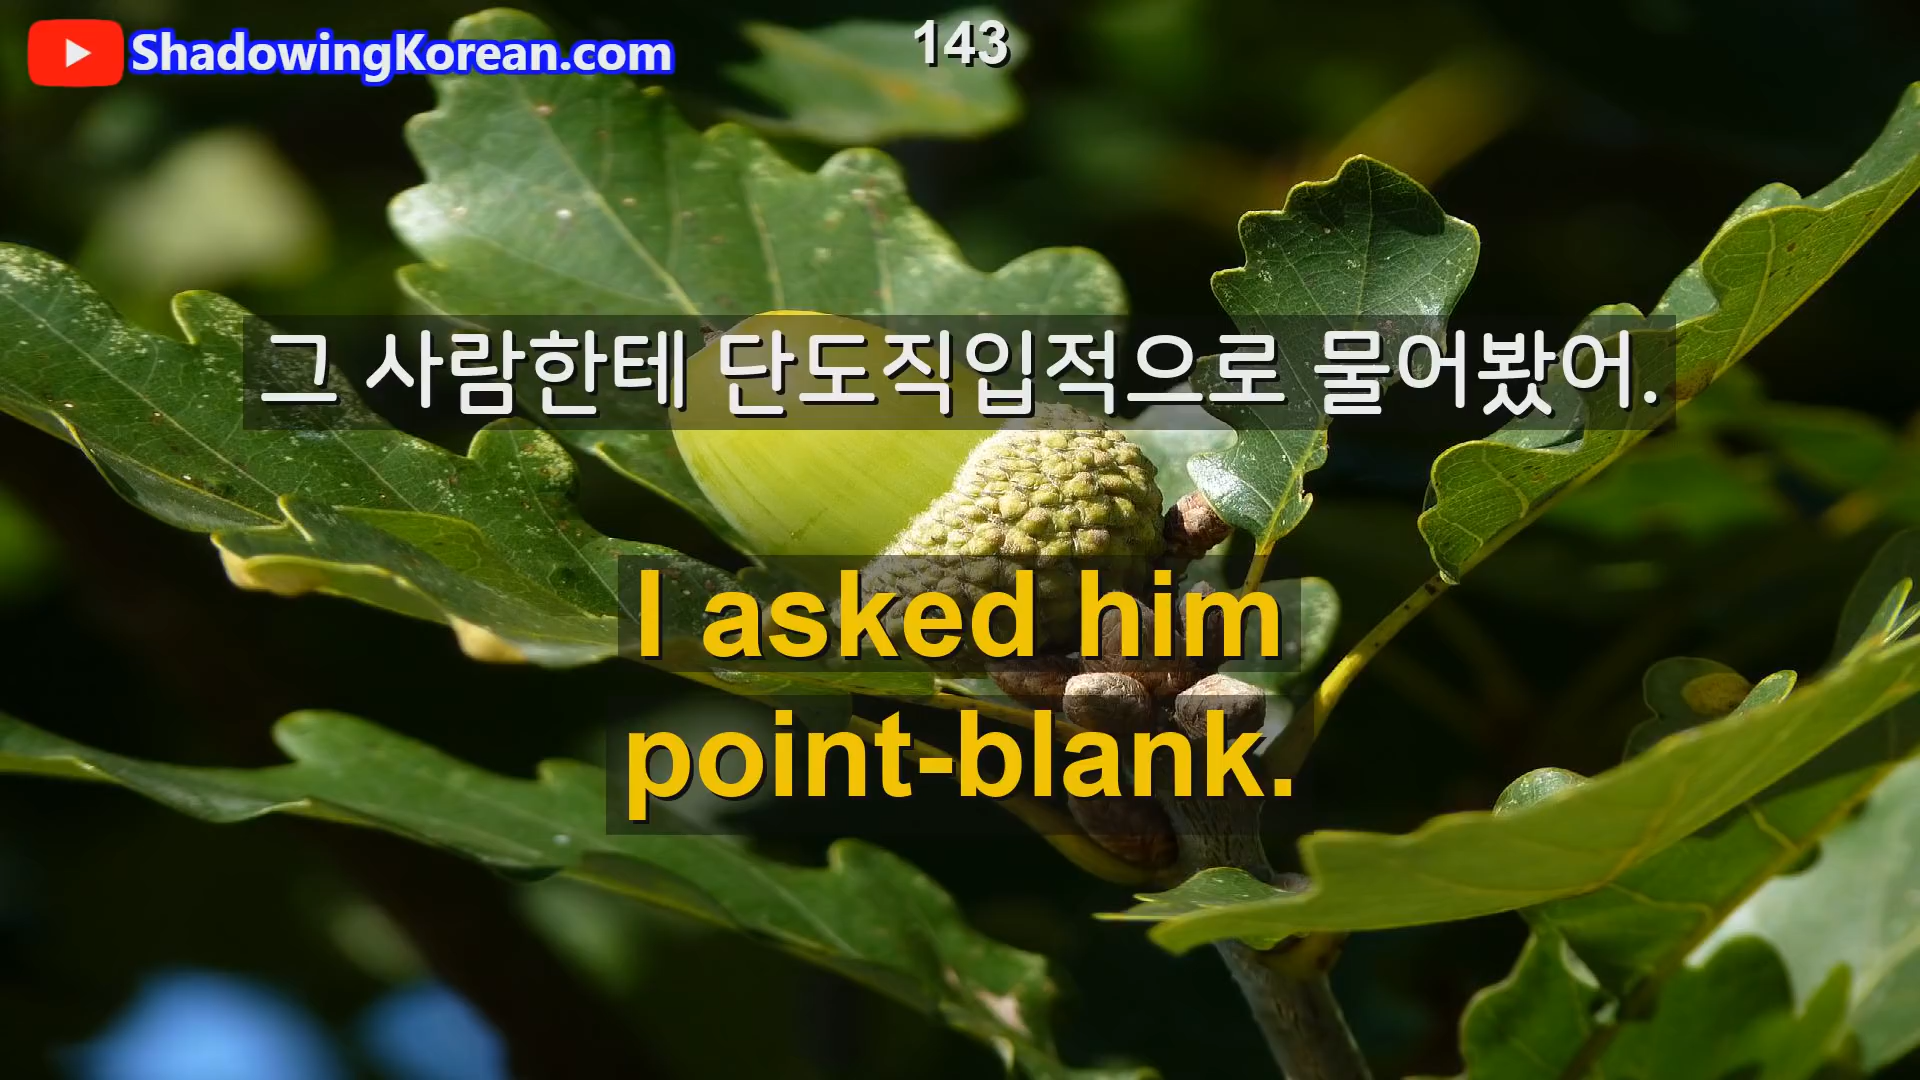 ShadowingKorean.com
143
그 사람한테 단도직입적으로 물어봤어.
I asked him
point-blank.